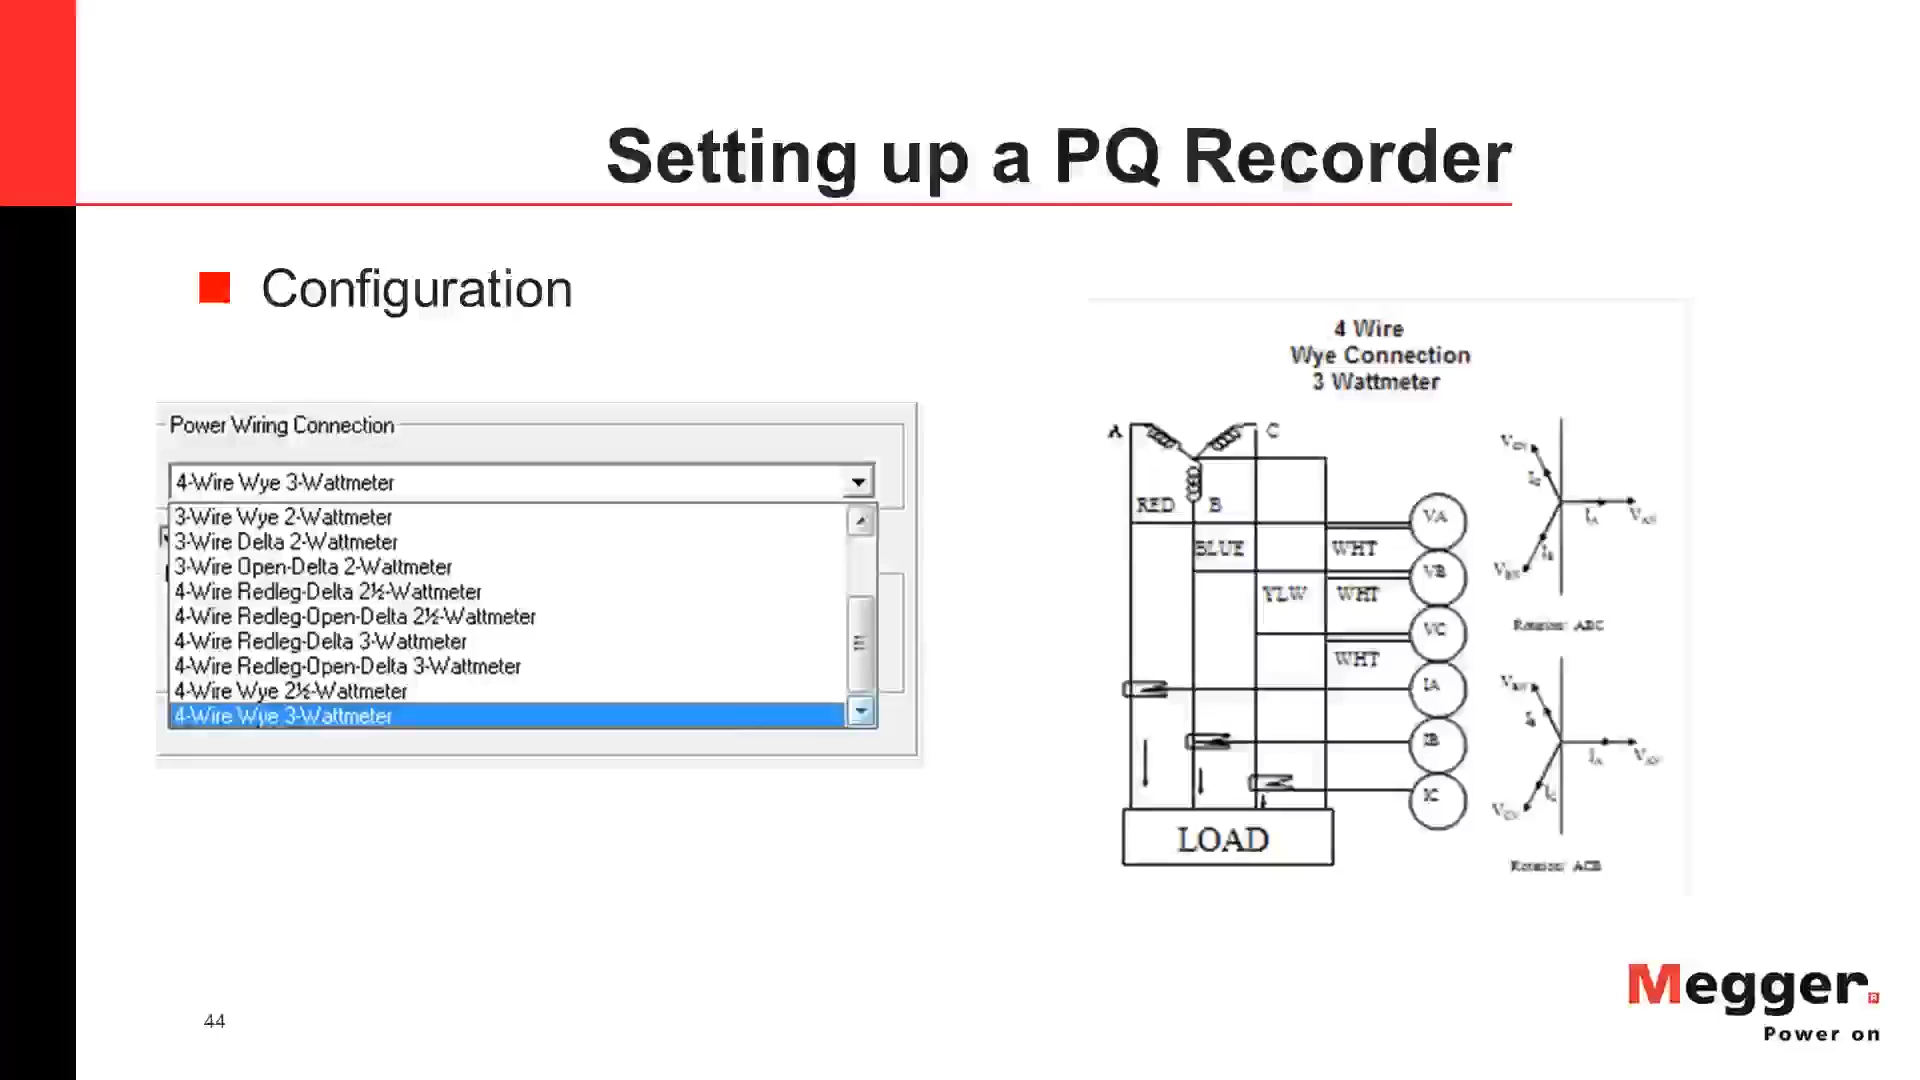 Setting up a PQ Recorder
Configuration
Power Wiring Connection
4-Wire Wye 3-Wattmeter
3-Wire Wye 2-Wattmeter
3-Wire Delta 2-Wattmeter
3-Wire Open-Delta 2-Wattmeter
4-Wire Redleg-Delta 2½-Wattmeter
4-Wire Redleg-Open-Delta 2½-Wattmeter
4-Wire Redleg-Delta 3-Wattmeter
4-Wire Redleg-Open-Delta 3-Wattmeter
4-Wire Wye 2½-Wattmeter
4-Wire Wye 3-Wattmeter
4 Wire
Wye Connection
3 Wattmeter
A
C
RED
B
VA
BLUE
WHT
VB
YLW
WHT
VC
WHT
IA
IB
IC
LOAD
Rotation: ABC
Rotation: ACB
Megger®
Power on
44